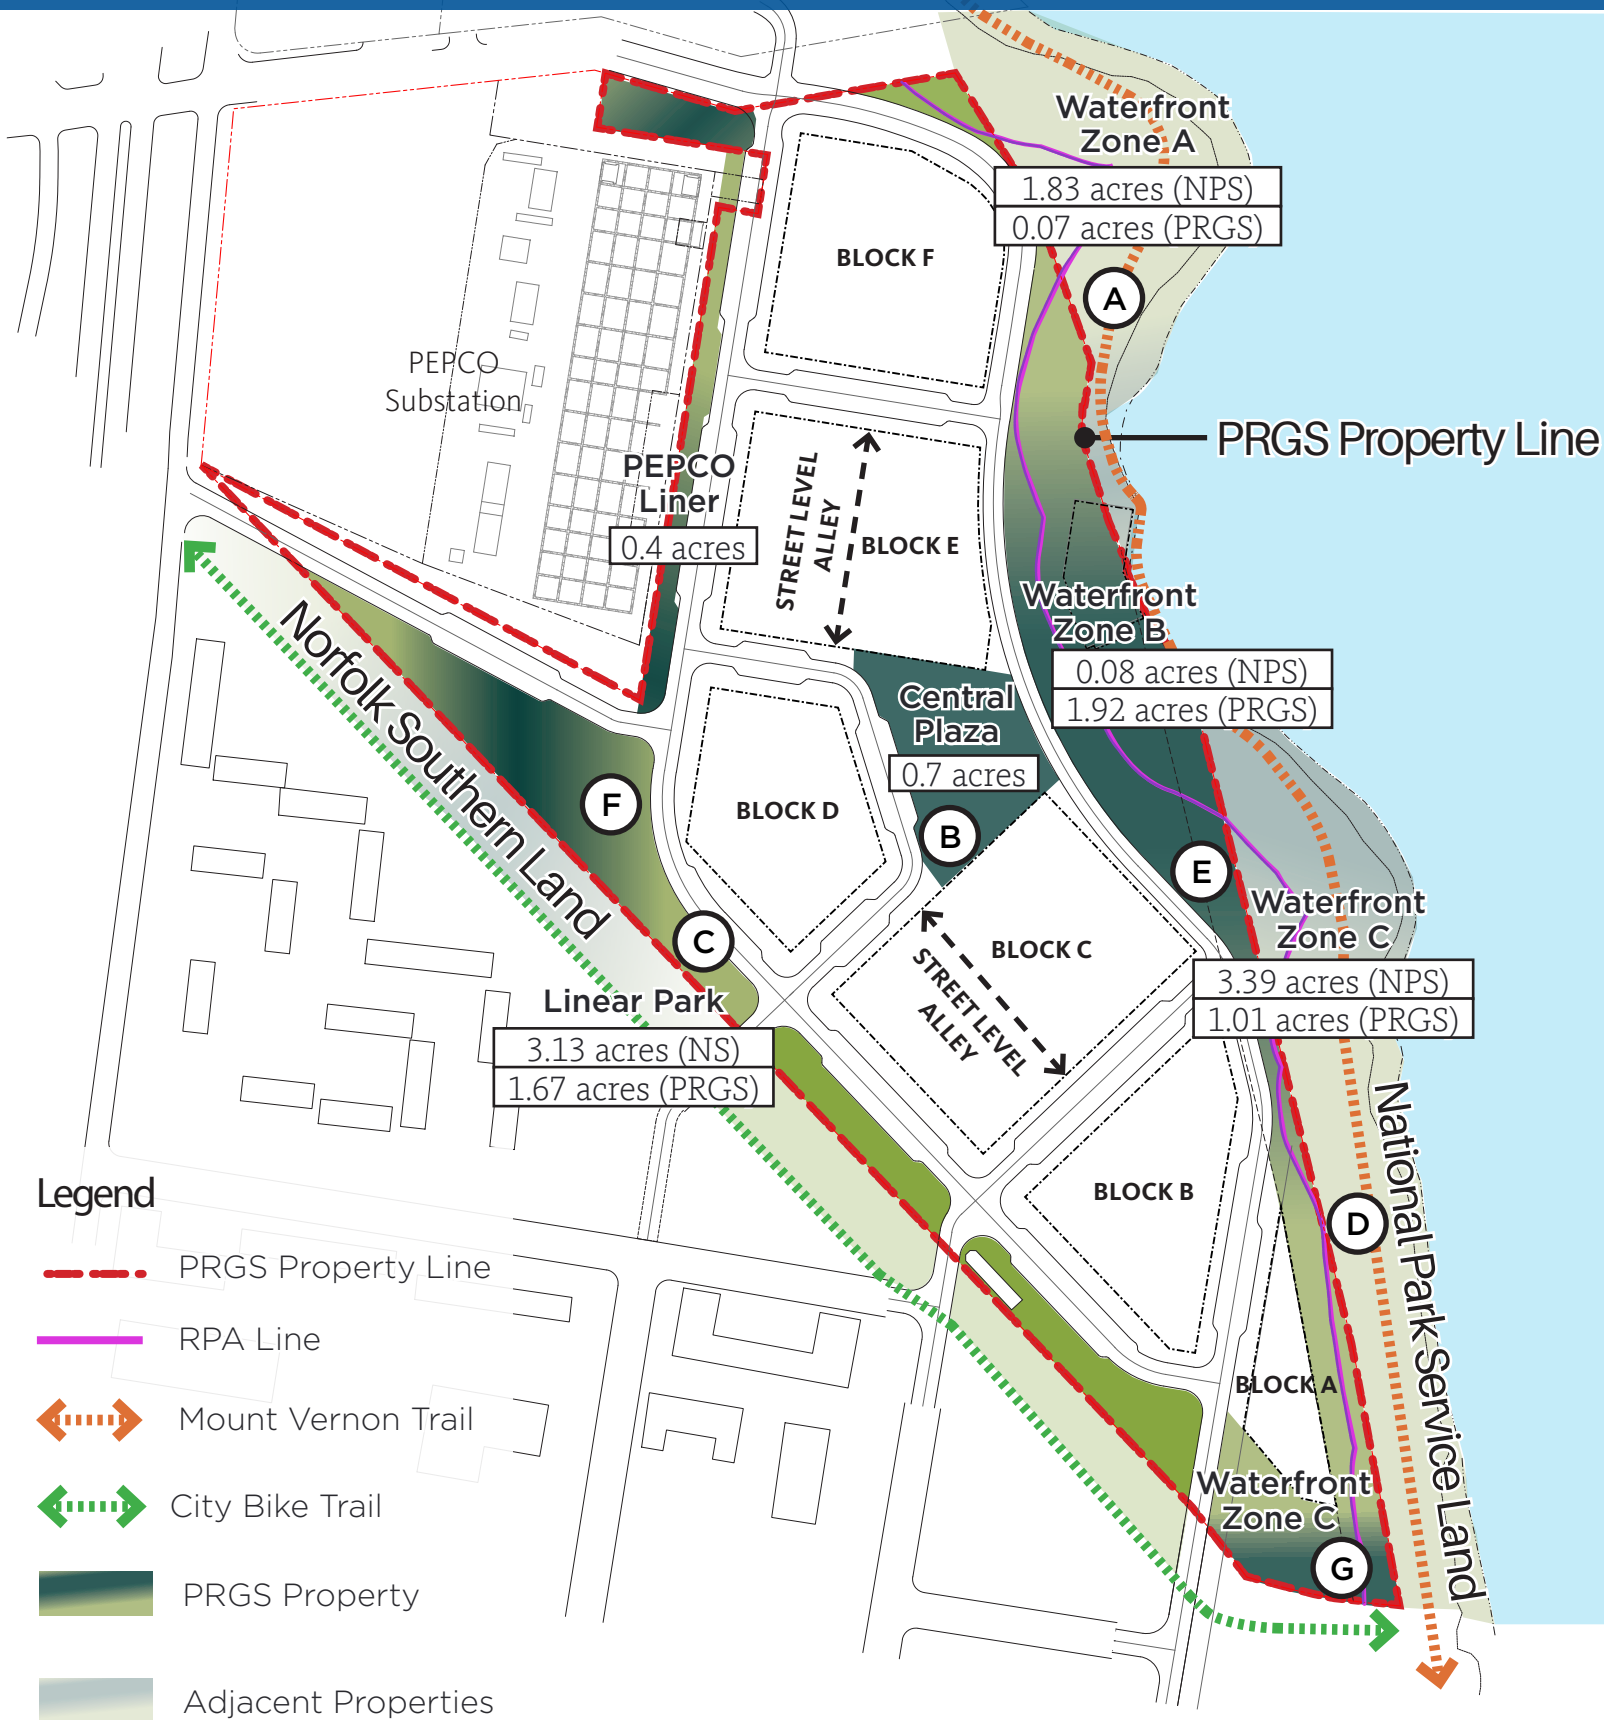 Waterfront
Zone A
1.83 acres (NPS)
0.07 acres (PRGS)
BLOCK F
A
PEPCO
Substation
PRGS Property Line
PEPCO
Liner
0.4 acres
STREET LEVEL
ALLEY
BLOCK E
Waterfront
Zone B
0.08 acres (NPS)
1.92 acres (PRGS)
Norfolk Southern Land
Central
Plaza
0.7 acres
F
BLOCK D
B
E
C
BLOCK C
STREET LEVEL
ALLEY
Waterfront
Zone C
3.39 acres (NPS)
1.01 acres (PRGS)
Linear Park
3.13 acres (NS)
1.67 acres (PRGS)
National Park Service Land
BLOCK B
D
BLOCK A
Waterfront
Zone C
G
Legend
PRGS Property Line
RPA Line
Mount Vernon Trail
City Bike Trail
PRGS Property
Adjacent Properties